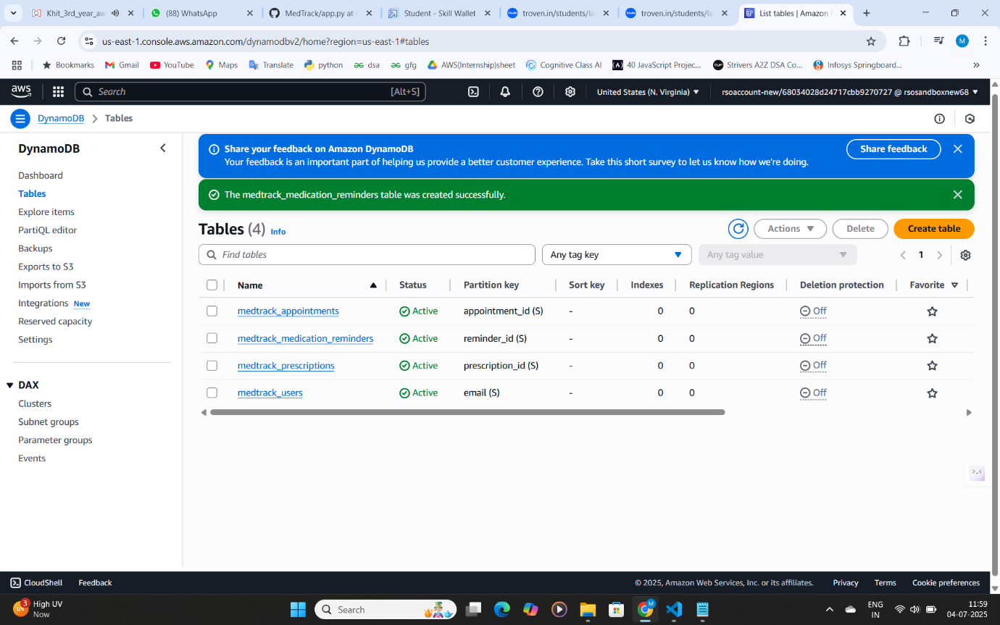 Khit_3rd_year_aw
(88) WhatsApp
MedTrack/app.py at
Student - Skill Wallet
troven.in/students/la
troven.in/students/la
List tables | Amazon
us-east-1.console.aws.amazon.com/dynamodbv2/home?region=us-east-1#tables
M
Bookmarks
Gmail
YouTube
Maps
Translate
python
dsa
gfg
AWS(Internship)sheet
Cognitive Class AI
40 JavaScript Projec...
Strivers A2Z DSA Co...
Infosys Springboard...
aws
Search
[Alt+S]
United States (N. Virginia)
rsoaccount-new/68034028d24717cbb9270727 @ rsosandboxnew68
DynamoDB
Tables
DynamoDB
Dashboard
Tables
Explore items
PartiQL editor
Backups
Exports to S3
Imports from S3
Integrations New
Reserved capacity
Settings
DAX
Clusters
Subnet groups
Parameter groups
Events
Share your feedback on Amazon DynamoDB
Your feedback is an important part of helping us provide a better customer experience. Take this short survey to let us know how we're doing.
Share feedback
The medtrack_medication_reminders table was created successfully.
Tables (4) Info
Actions
Delete
Create table
Find tables
Any tag key
Any tag value
1
Name Status Partition key Sort key Indexes Replication Regions Deletion protection Favorite
medtrack_appointments Active appointment_id (S) - 0 0 Off
medtrack_medication_reminders Active reminder_id (S) - 0 0 Off
medtrack_prescriptions Active prescription_id (S) - 0 0 Off
medtrack_users Active email (S) - 0 0 Off
CloudShell
Feedback
© 2025, Amazon Web Services, Inc. or its affiliates.
Privacy
Terms
Cookie preferences
3
UV
High UV
Now
Search
M
ENG
IN
11:59
04-07-2025